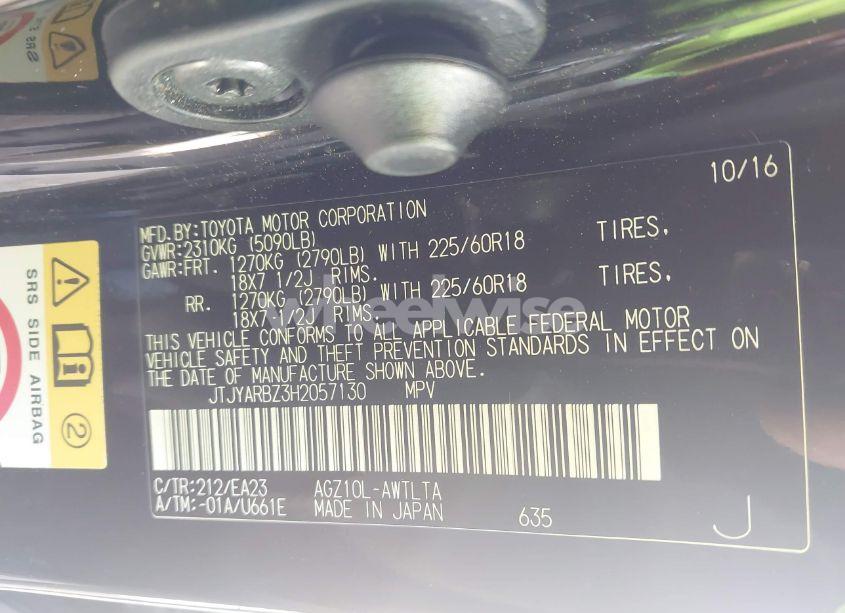 10/16
MFD.BY:TOYOTA MOTOR CORPORATION
GVWR:2310KG (5090LB)
GAWR:FRT. 1270KG (2790LB) WITH 225/60R18 TIRES,
18X7 1/2J RIMS.
RR. 1270KG (2790LB) WITH 225/60R18 TIRES,
18X7 1/2J RIMS.
wheelwise
THIS VEHICLE CONFORMS TO ALL APPLICABLE FEDERAL MOTOR
VEHICLE SAFETY AND THEFT PREVENTION STANDARDS IN EFFECT ON
THE DATE OF MANUFACTURE SHOWN ABOVE.
JTJYARBZ3H2057130 MPV
C/TR:212/EA23 AGZ10L-AWTLTA
A/TM:-01A/U661E MADE IN JAPAN 635 J
SRS SIDE AIRBAG
2